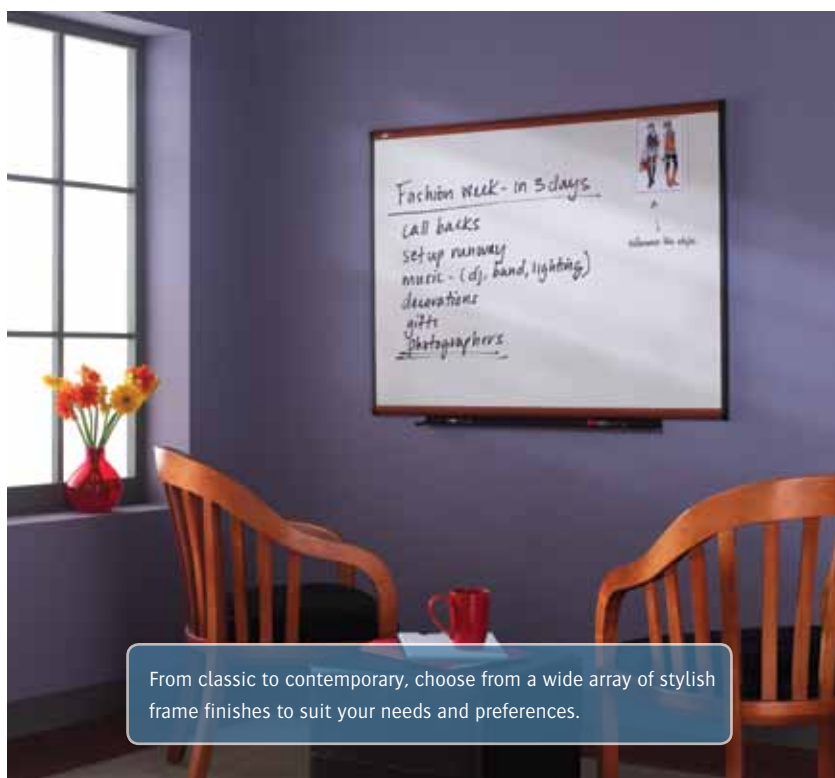 Fashion Week - in 3 days
call backs
set up runway
music - (dj, band, lighting)
decorations
gifts
photographers
From classic to contemporary, choose from a wide array of stylish
frame finishes to suit your needs and preferences.